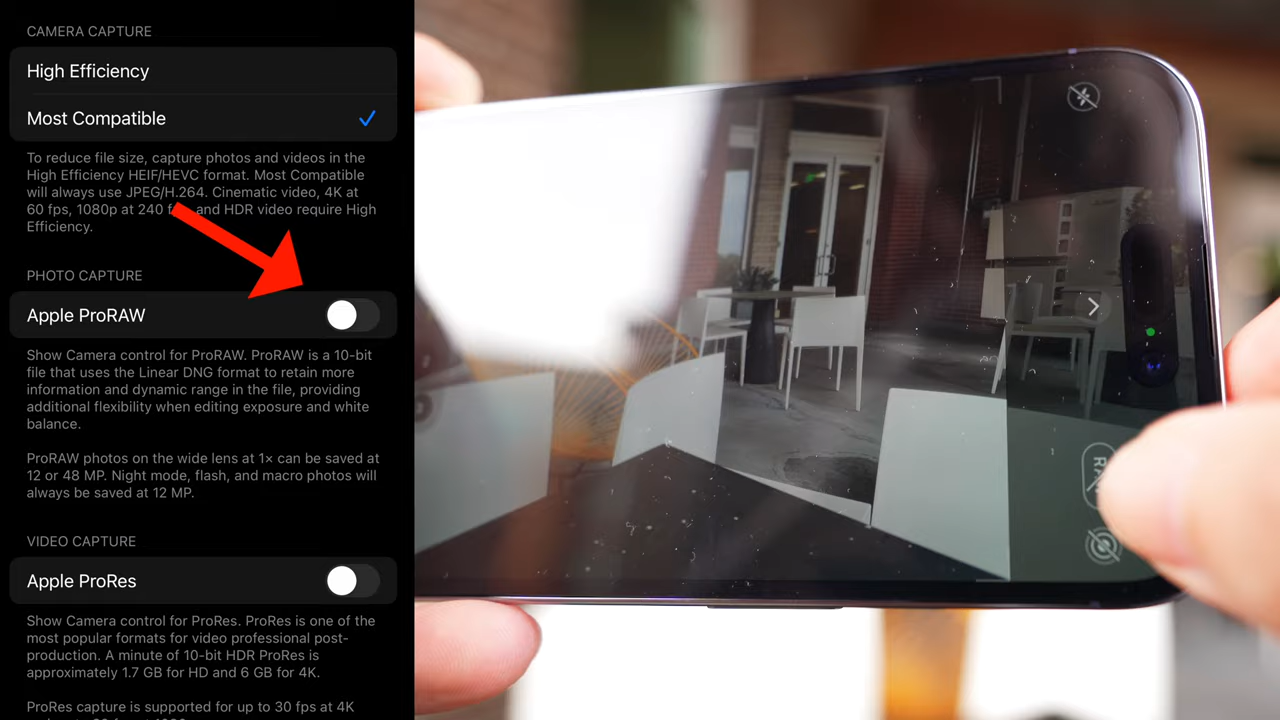 CAMERA CAPTURE
High Efficiency
Most Compatible
To reduce file size, capture photos and videos in the
High Efficiency HEIF/HEVC format. Most Compatible
will always use JPEG/H.264. Cinematic video, 4K at
60 fps, 1080p at 240 and HDR video require High
Efficiency.
PHOTO CAPTURE
Apple ProRAW
Show Camera control for ProRAW. ProRAW is a 10-bit
file that uses the Linear DNG format to retain more
information and dynamic range in the file, providing
additional flexibility when editing exposure and white
balance.
ProRAW photos on the wide lens at 1× can be saved at
12 or 48 MP. Night mode, flash, and macro photos will
always be saved at 12 MP.
VIDEO CAPTURE
Apple ProRes
Show Camera control for ProRes. ProRes is one of the
most popular formats for video professional post-
production. A minute of 10-bit HDR ProRes is
approximately 1.7 GB for HD and 6 GB for 4K.
ProRes capture is supported for up to 30 fps at 4K